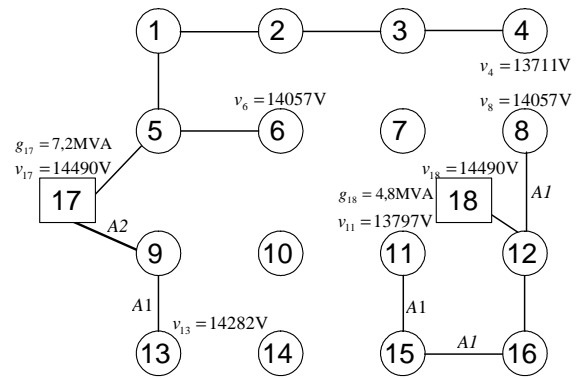 1 2 3 4
v₄ =13711V
v₆ =14057V
v₈ =14057V
5 6 7 8
g₁₇ =7,2MVA
v₁₇ =14490V
v₁₈ =14490V
17
g₁₈ =4,8MVA
18
A1
v₁₁ =13797V
A2
9 10 11 12
A1
A1
v₁₃ =14282V
A1
13 14 15 16